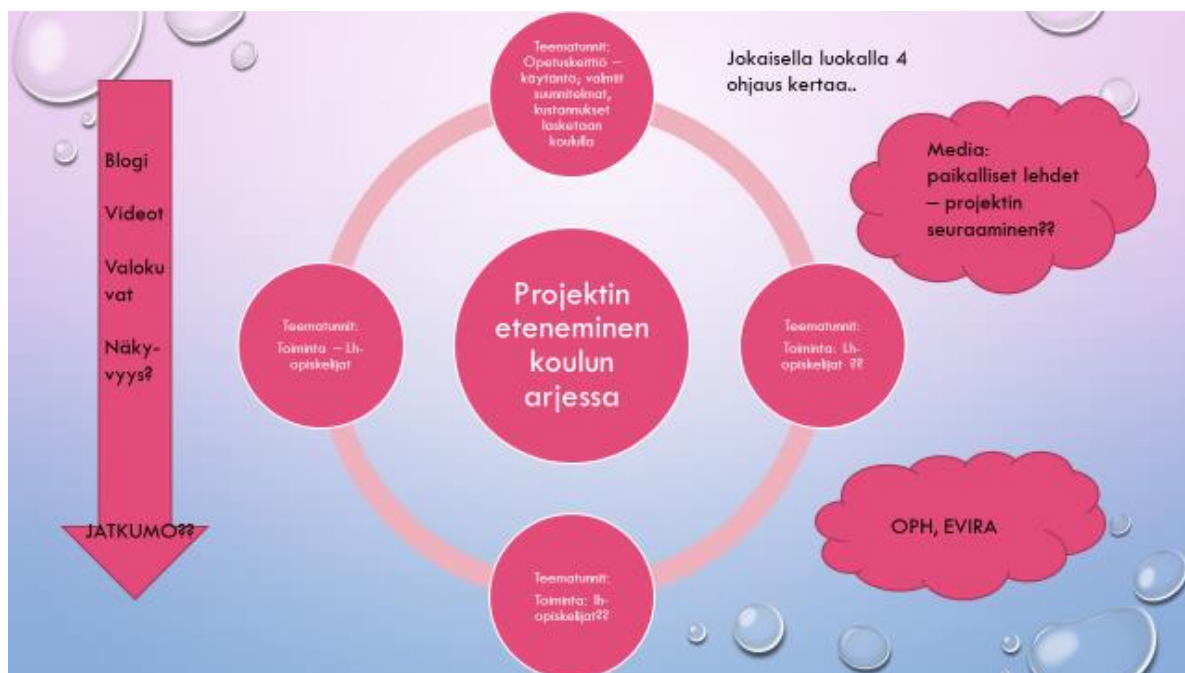 Teematunnit:
Opetuskeittiö –
käytäntö, valmiit
suunnitelmat,
kustannukset
lasketaan
koululla
Jokaisella luokalla 4
ohjaus kertaa..
Blogi
Videot
Valoku
vat
Näky-
vyys?
JATKUMO??
Media:
paikalliset lehdet
– projektin
seuraaminen??
Teematunnit:
Toiminta – Lh-
opiskelijat
Projektin
eteneminen
koulun
arjessa
Teematunnit:
Toiminta: Lh-
opiskelijat ??
OPH, EVIRA
Teematunnit:
Toiminta: lh-
opiskelijat??